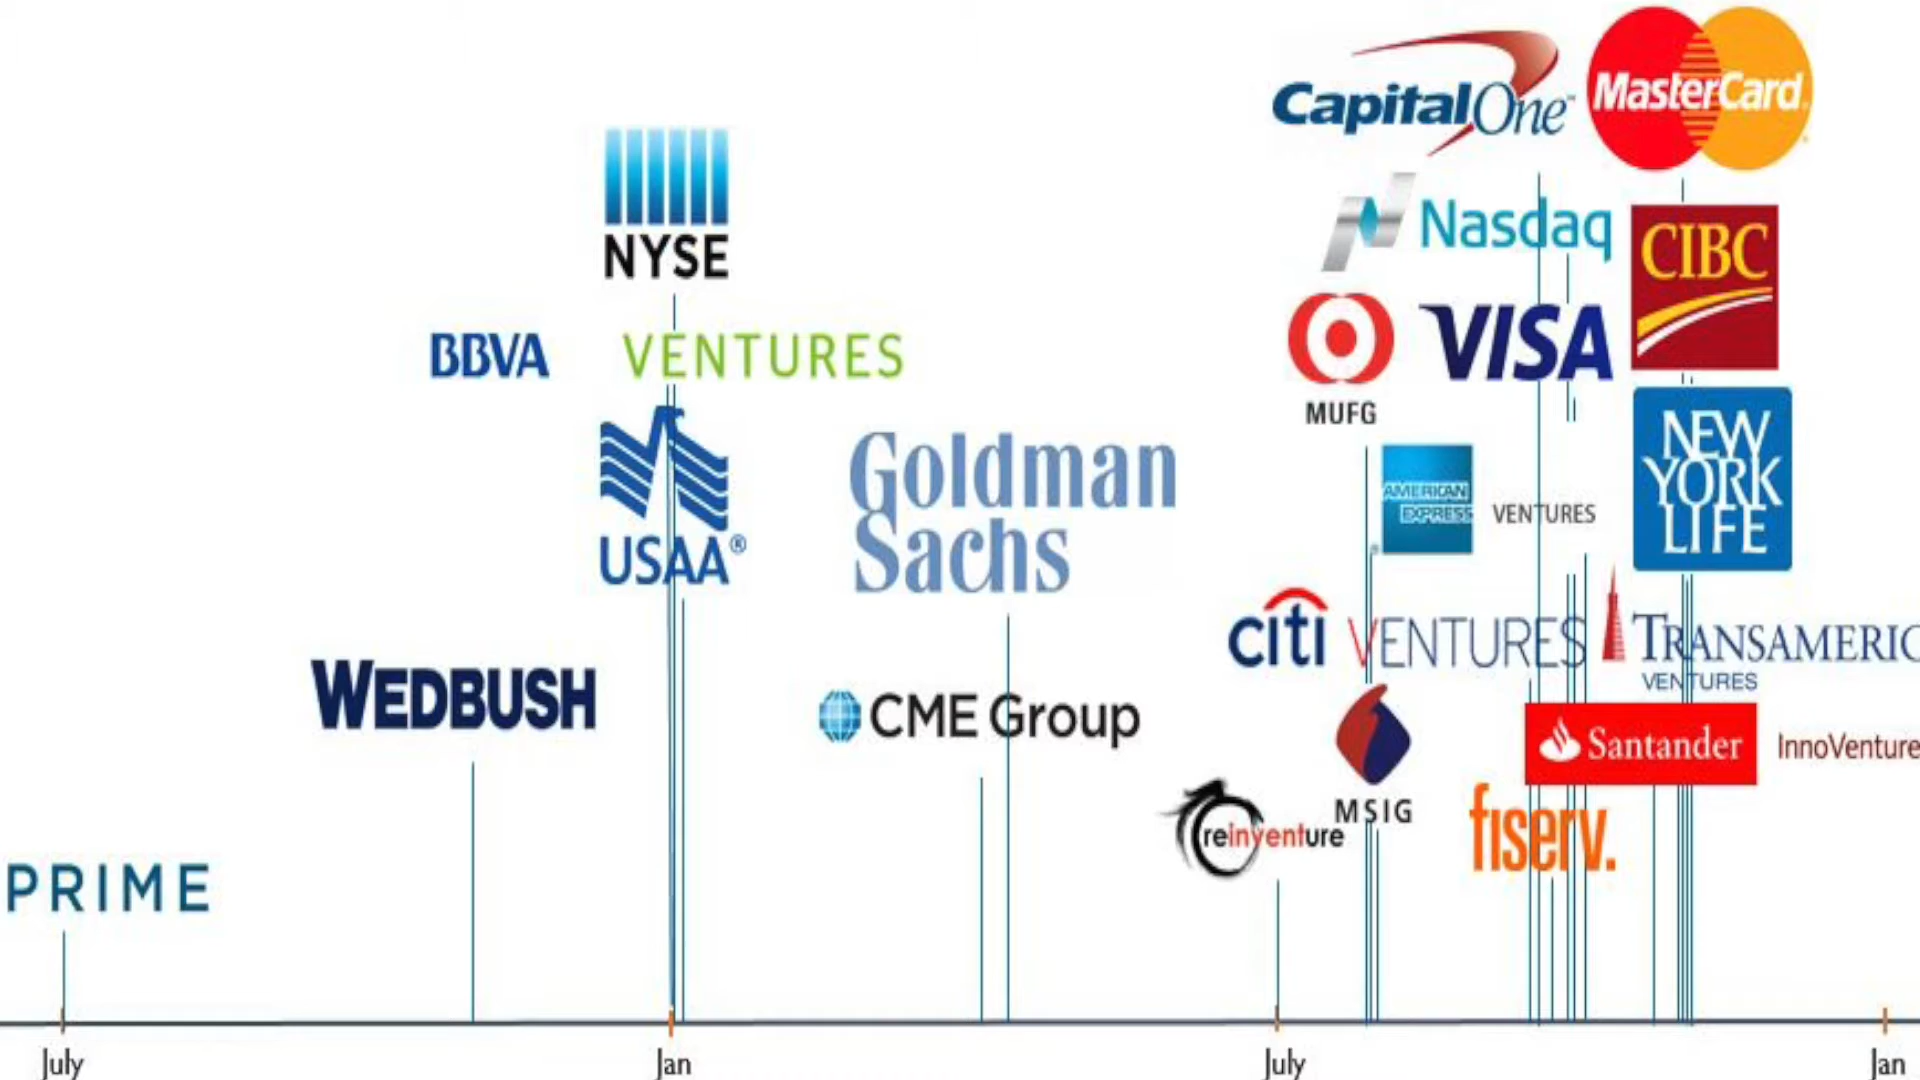 CapitalOne™
MasterCard
NYSE
Nasdaq
CIBC
BBVA VENTURES
VISA
MUFG
USAA®
Goldman
Sachs
AMERICAN
EXPRESS
®
VENTURES
NEW
YORK
LIFE
citi VENTURES
TRANSAMERIC
VENTURES
WEDBUSH
CME Group
Santander InnoVenture
MSIG
reinventure
fiserv.
PRIME
July Jan July Jan